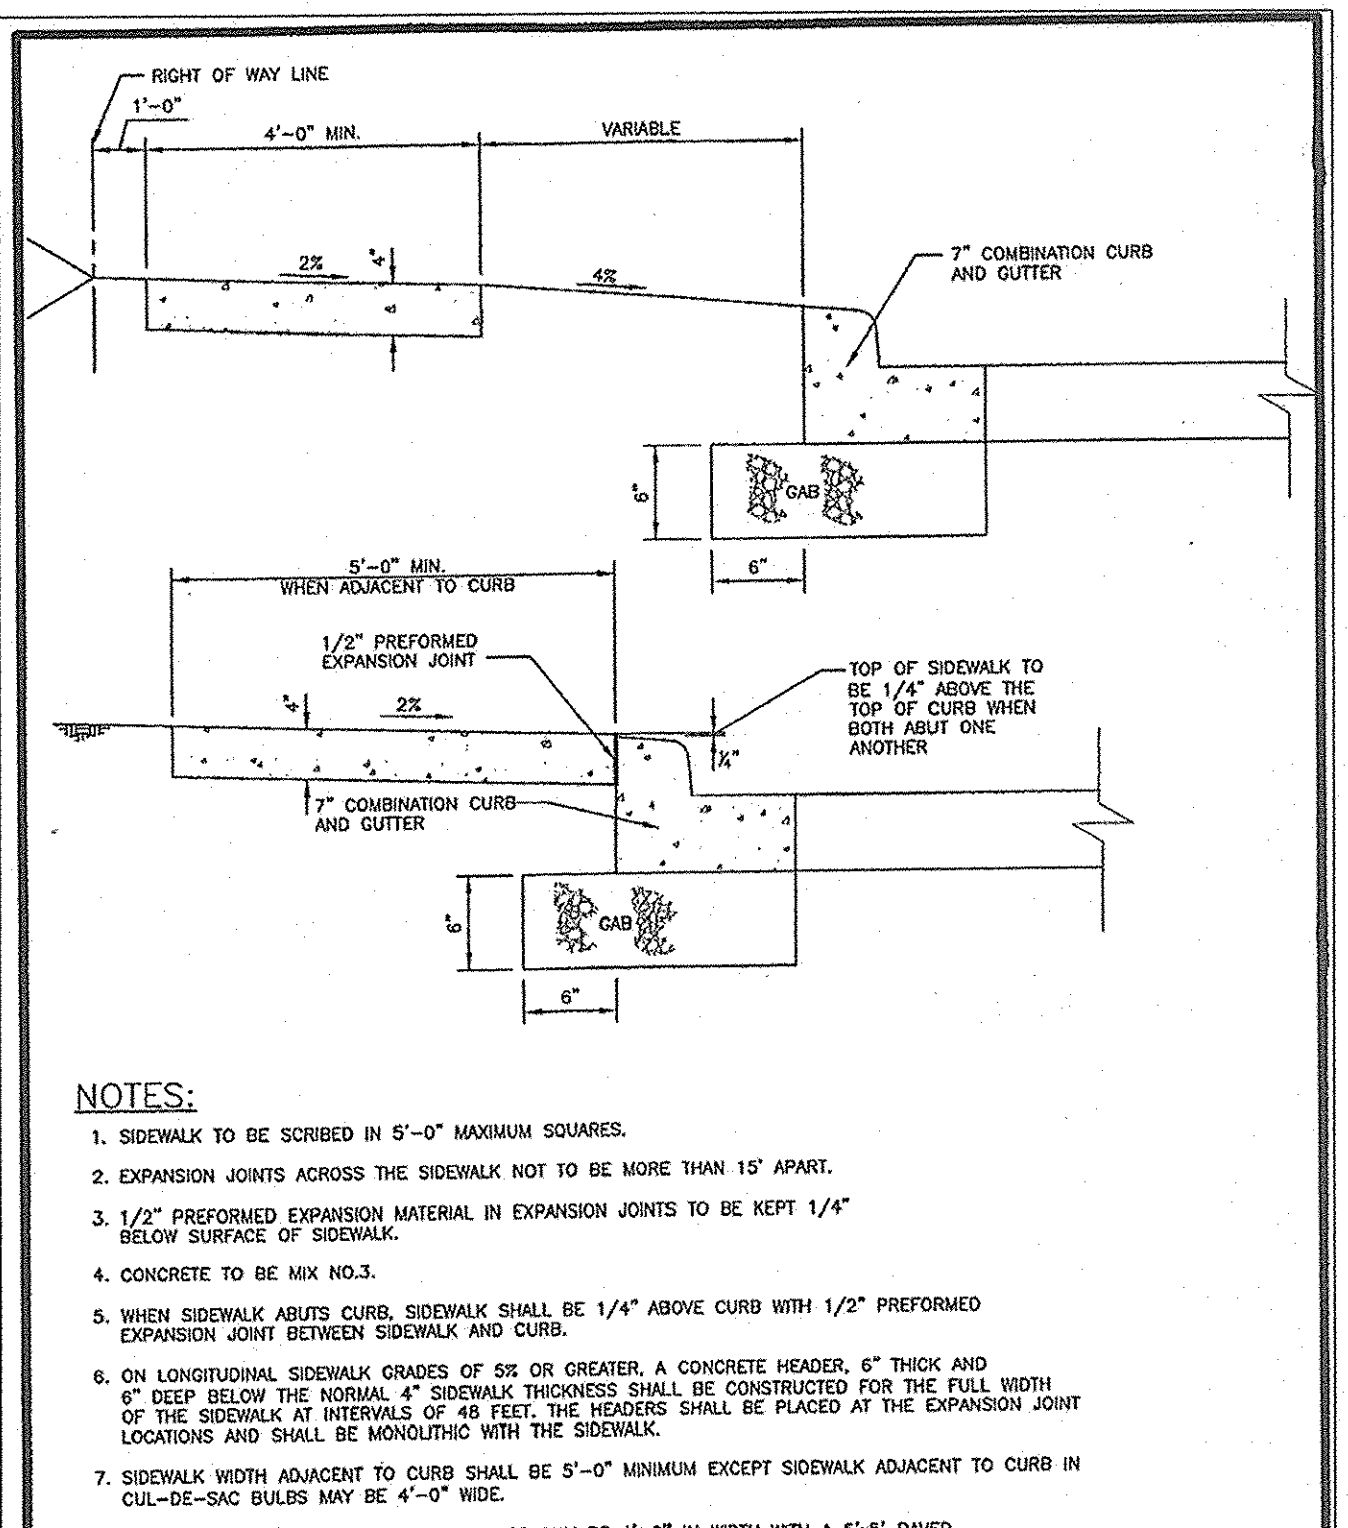 RIGHT OF WAY LINE
1'-0"
4'-0" MIN.
VARIABLE
2%
4"
4%
7" COMBINATION CURB
AND GUTTER
6"
GAB
6"
5'-0" MIN.
WHEN ADJACENT TO CURB
1/2" PREFORMED
EXPANSION JOINT
TOP OF SIDEWALK TO
BE 1/4" ABOVE THE
TOP OF CURB WHEN
BOTH ABUT ONE
ANOTHER
4"
2%
1/4"
7" COMBINATION CURB
AND GUTTER
6"
GAB
6"
NOTES:
1. SIDEWALK TO BE SCRIBED IN 5'-0" MAXIMUM SQUARES.
2. EXPANSION JOINTS ACROSS THE SIDEWALK NOT TO BE MORE THAN 15' APART.
3. 1/2" PREFORMED EXPANSION MATERIAL IN EXPANSION JOINTS TO BE KEPT 1/4"
BELOW SURFACE OF SIDEWALK.
4. CONCRETE TO BE MIX NO.3.
5. WHEN SIDEWALK ABUTS CURB, SIDEWALK SHALL BE 1/4" ABOVE CURB WITH 1/2" PREFORMED
EXPANSION JOINT BETWEEN SIDEWALK AND CURB.
6. ON LONGITUDINAL SIDEWALK GRADES OF 5% OR GREATER, A CONCRETE HEADER, 6" THICK AND
6" DEEP BELOW THE NORMAL 4" SIDEWALK THICKNESS SHALL BE CONSTRUCTED FOR THE FULL WIDTH
OF THE SIDEWALK AT INTERVALS OF 48 FEET. THE HEADERS SHALL BE PLACED AT THE EXPANSION JOINT
LOCATIONS AND SHALL BE MONOLITHIC WITH THE SIDEWALK.
7. SIDEWALK WIDTH ADJACENT TO CURB SHALL BE 5'-0" MINIMUM EXCEPT SIDEWALK ADJACENT TO CURB IN
CUL-DE-SAC BULBS MAY BE 4'-0" WIDE.
IN WIDTH WITH A